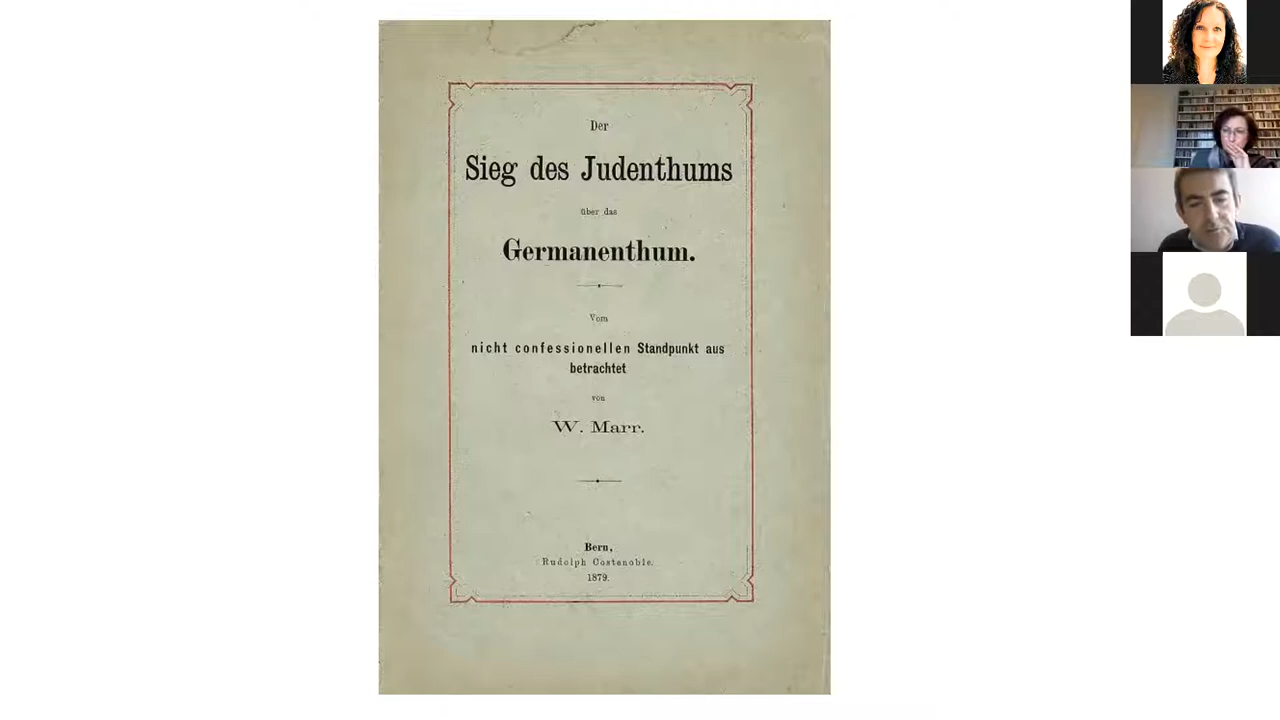 Der
Sieg des Judenthums
über das
Germanenthum.
Vom
nicht confessionellen Standpunkt aus
betrachtet
von
W. Marr.
Bern,
Rudolph Costenoble.
1879.